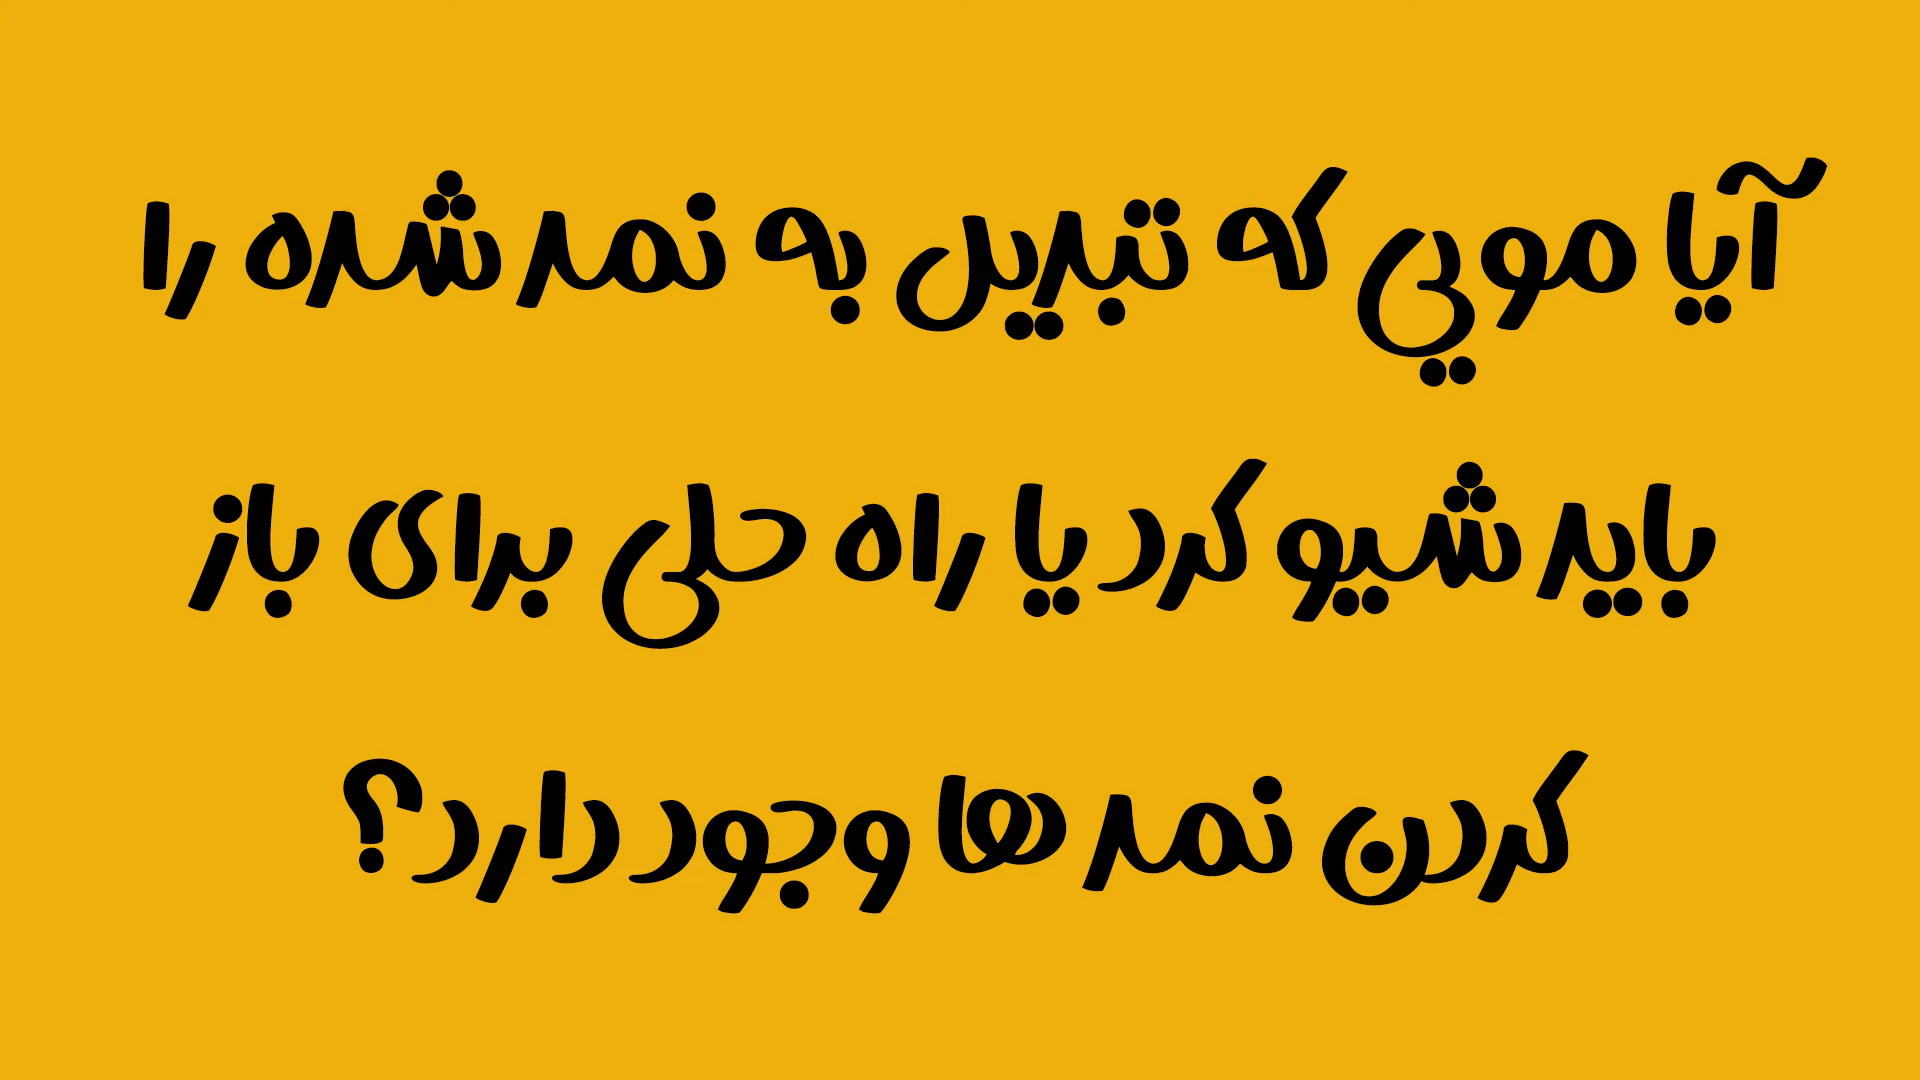 آیا مویی که تبدیل به نمد شده را
باید شیو کرد یا راه حلی برای باز
کردن نمد ها وجود دارد؟